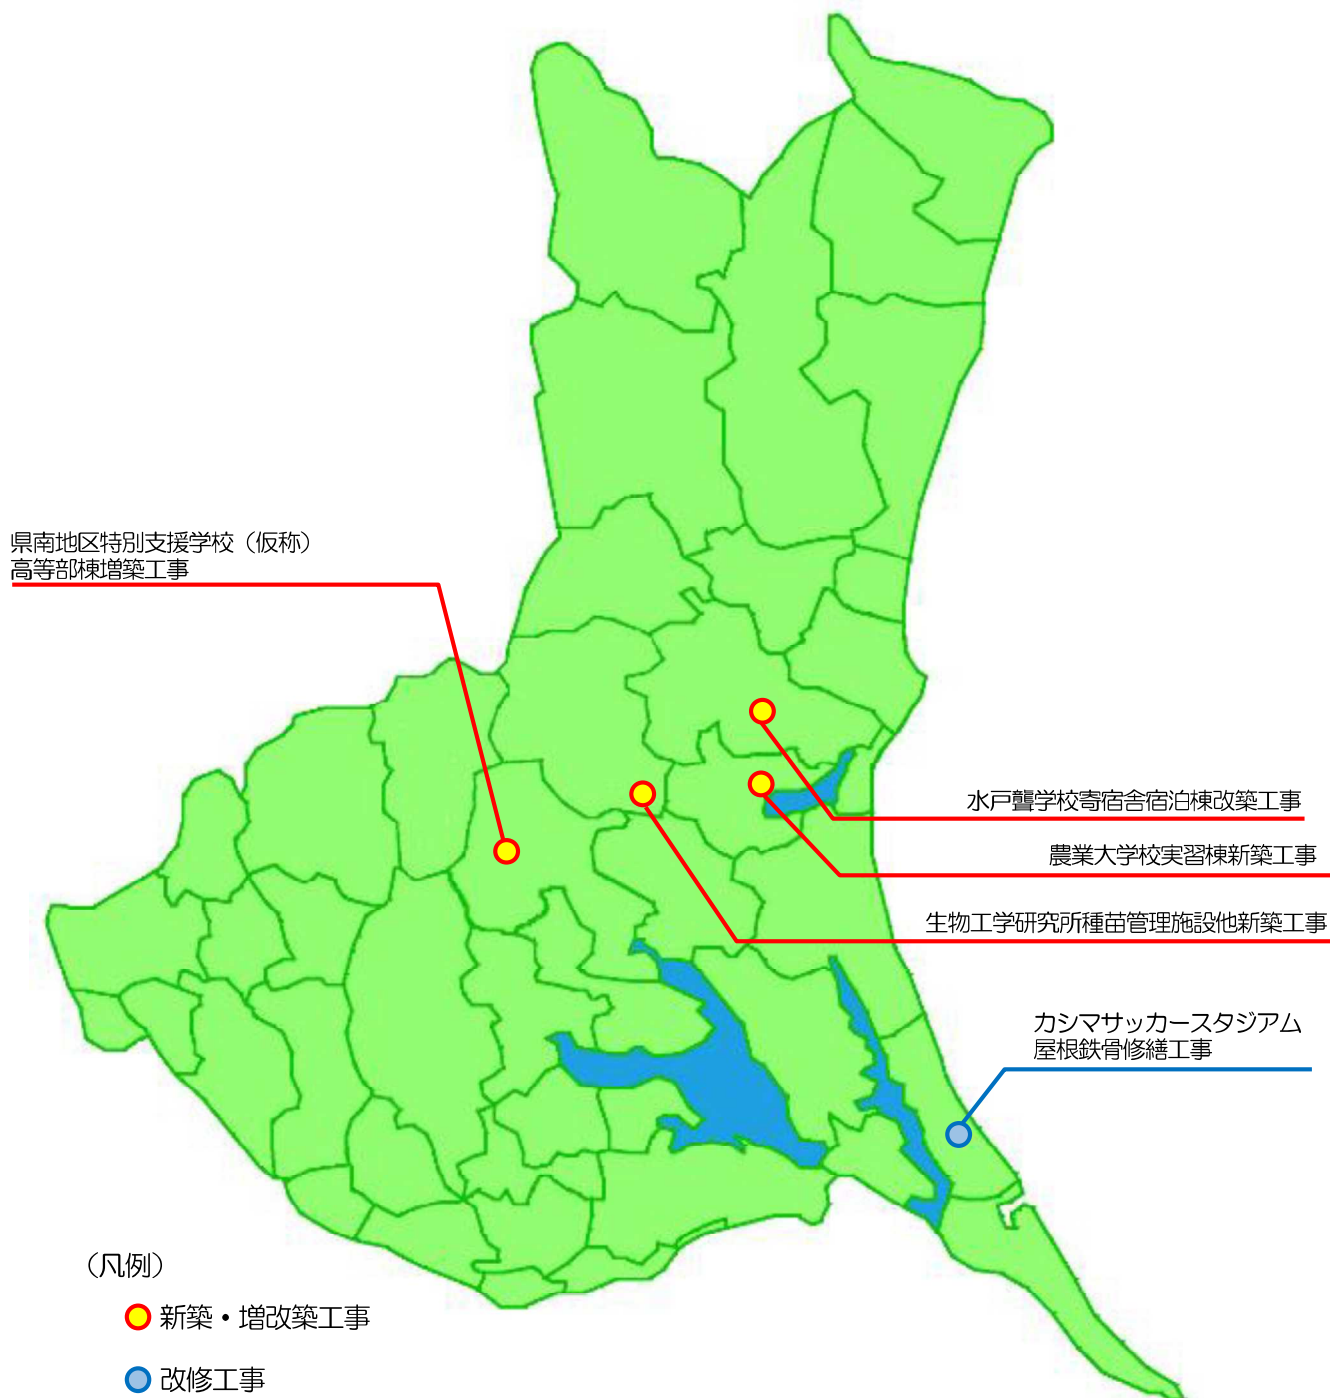 県南地区特別支援学校（仮称）
高等部棟増築工事
水戸聾学校寄宿舎宿泊棟改築工事
農業大学校実習棟新築工事
生物工学研究所種苗管理施設他新築工事
カシマサッカースタジアム
屋根鉄骨修繕工事
（凡例）
新築・増改築工事
改修工事